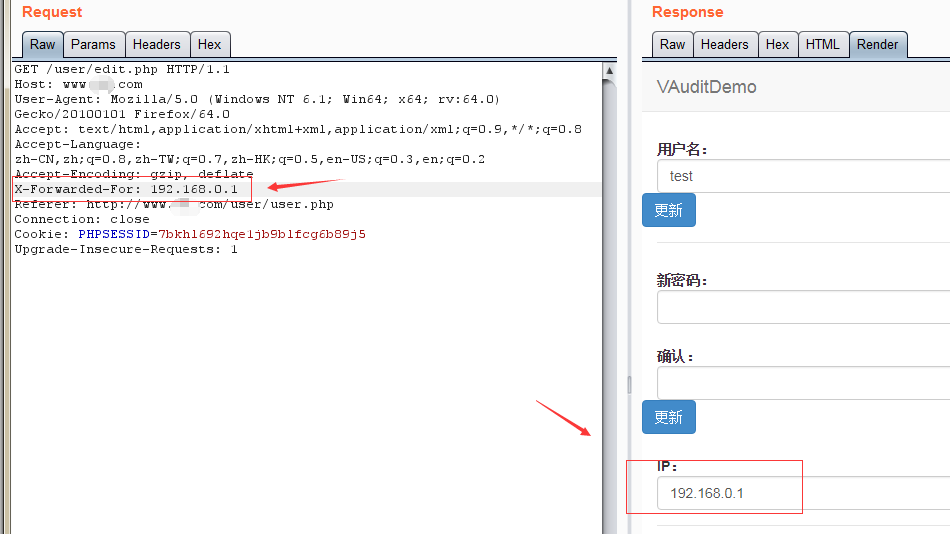 Request
Raw Params Headers Hex
GET /user/edit.php HTTP/1.1
Host: www. .com
User-Agent: Mozilla/5.0 (Windows NT 6.1; Win64; x64; rv:64.0)
Gecko/20100101 Firefox/64.0
Accept: text/html,application/xhtml+xml,application/xml;q=0.9,*/*;q=0.8
Accept-Language:
zh-CN,zh;q=0.8,zh-TW;q=0.7,zh-HK;q=0.5,en-US;q=0.3,en;q=0.2
Accept-Encoding: gzip, deflate
X-Forwarded-For: 192.168.0.1
Referer: http://www. .com/user/user.php
Connection: close
Cookie: PHPSESSID=7bkhl692hqe1jb9blfcg6b89j5
Upgrade-Insecure-Requests: 1
Response
Raw Headers Hex HTML Render
VAuditDemo
用户名：
test
更新
新密码：
确认：
更新
IP：
192.168.0.1